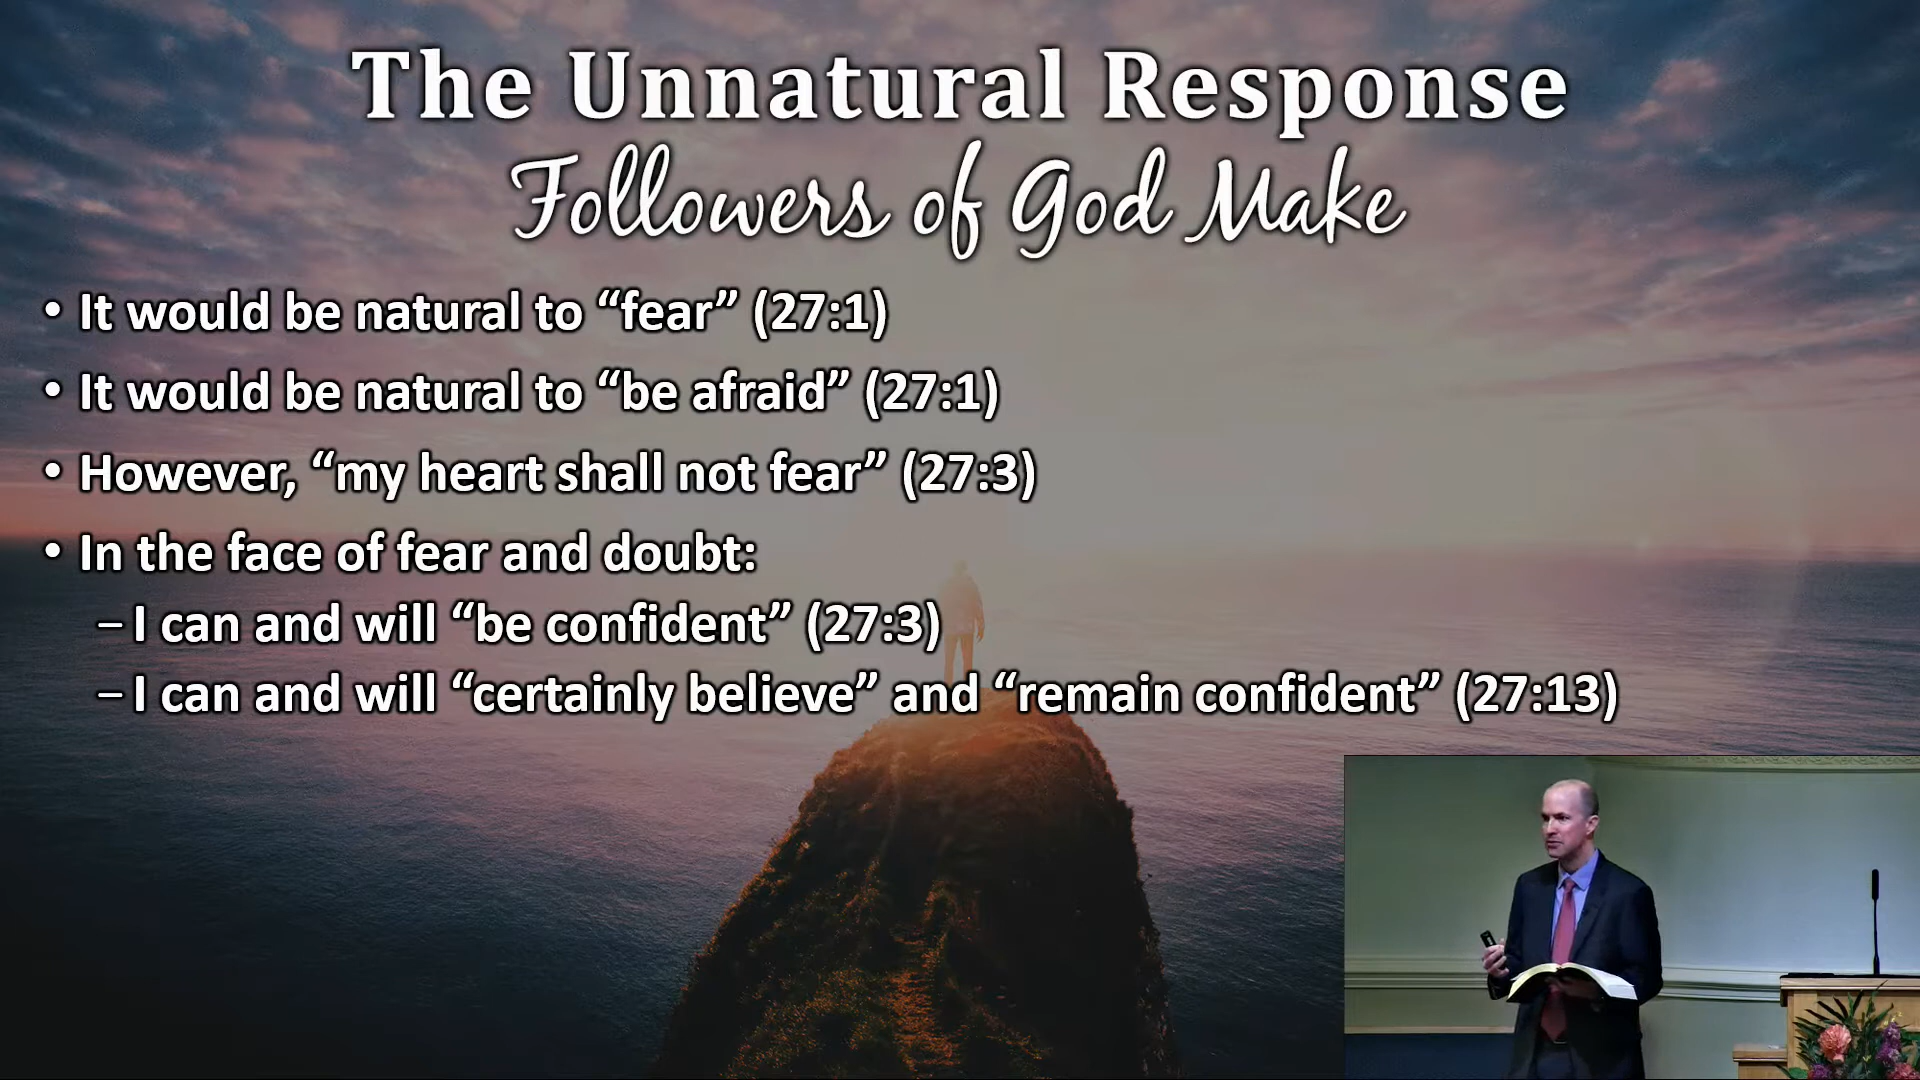 The Unnatural Response
Followers of God Make
• It would be natural to “fear” (27:1)
• It would be natural to “be afraid” (27:1)
• However, “my heart shall not fear” (27:3)
• In the face of fear and doubt:
– I can and will “be confident” (27:3)
– I can and will “certainly believe” and “remain confident” (27:13)